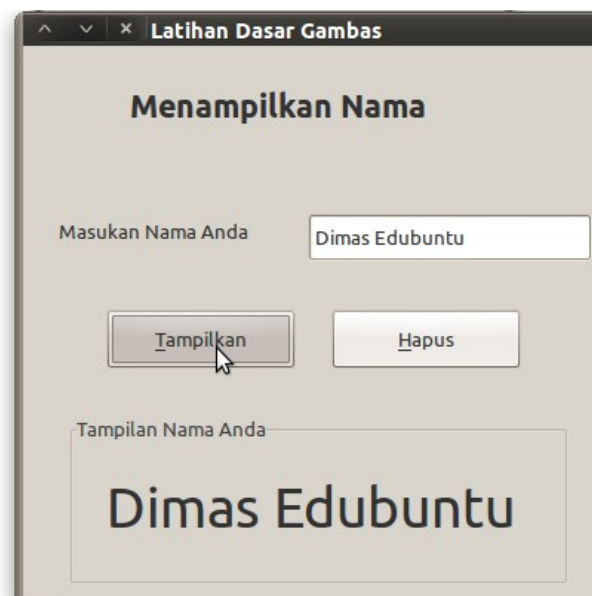 Latihan Dasar Gambas
Menampilkan Nama
Masukan Nama Anda
Dimas Edubuntu
Tampilkan
Hapus
Tampilan Nama Anda
Dimas Edubuntu